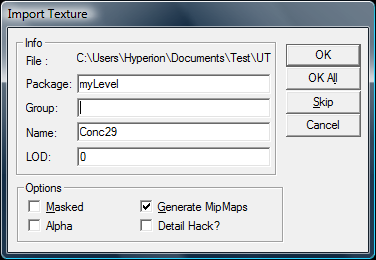 Import Texture
Info
File : C:\Users\Hyperion\Documents\Test\UT
Package: myLevel
Group:
Name: Conc29
LOD: 0
OK
OK All
Skip
Cancel
Options
Masked Generate MipMaps
Alpha Detail Hack?